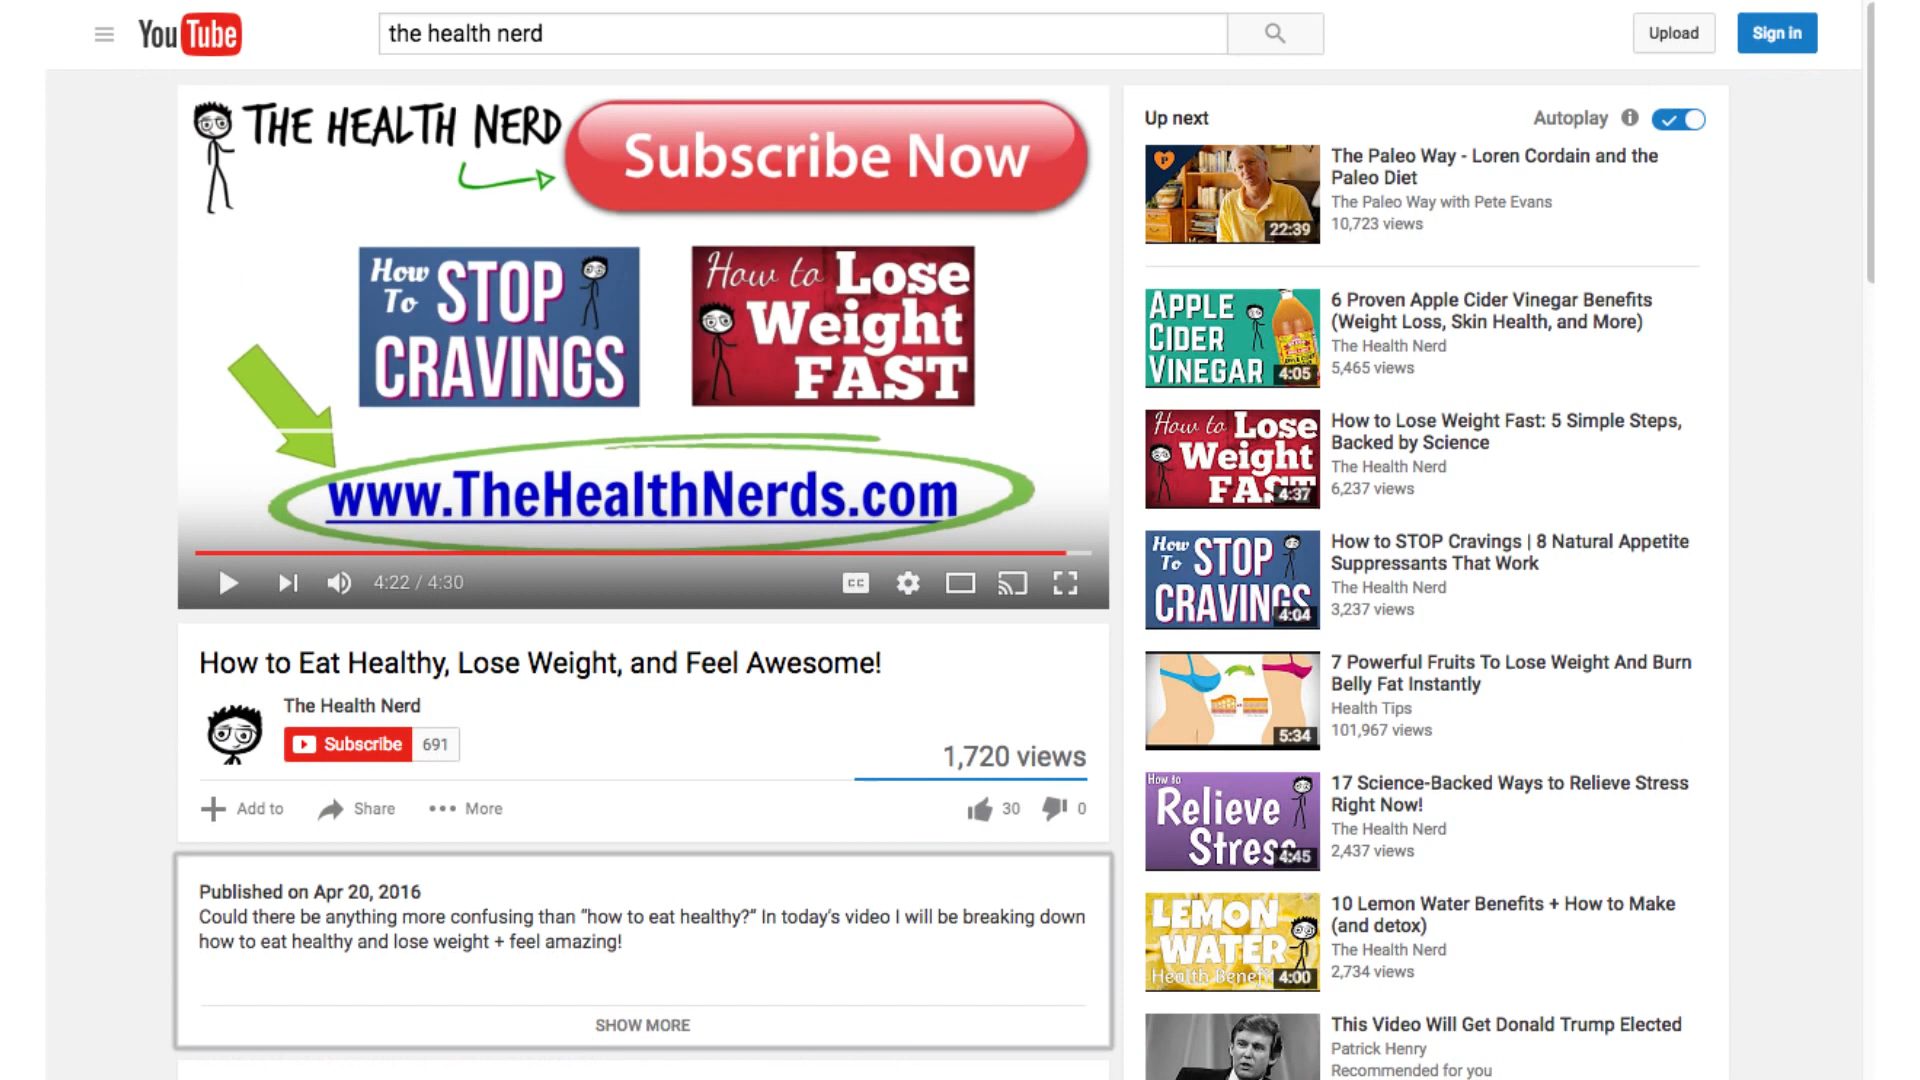 YouTube
the health nerd
Upload
Sign in
THE HEALTH NERD
Subscribe Now
How To STOP CRAVINGS
How to Lose Weight FAST
www.TheHealthNerds.com
4:22 / 4:30
CC
How to Eat Healthy, Lose Weight, and Feel Awesome!
The Health Nerd
Subscribe 691
1,720 views
Add to
Share
More
30
0
Published on Apr 20, 2016
Could there be anything more confusing than "how to eat healthy?" In today's video I will be breaking down
how to eat healthy and lose weight + feel amazing!
SHOW MORE
Up next
Autoplay
22:39
The Paleo Way - Loren Cordain and the
Paleo Diet
The Paleo Way with Pete Evans
10,723 views
APPLE
CIDER
VINEGAR
4:05
6 Proven Apple Cider Vinegar Benefits
(Weight Loss, Skin Health, and More)
The Health Nerd
5,465 views
How to Lose
Weight
FAST
4:37
How to Lose Weight Fast: 5 Simple Steps,
Backed by Science
The Health Nerd
6,237 views
How To STOP
CRAVINGS
4:04
How to STOP Cravings | 8 Natural Appetite
Suppressants That Work
The Health Nerd
3,237 views
5:34
7 Powerful Fruits To Lose Weight And Burn
Belly Fat Instantly
Health Tips
101,967 views
How to
Relieve
Stress
4:45
17 Science-Backed Ways to Relieve Stress
Right Now!
The Health Nerd
2,437 views
LEMON
WATER
Health Benefi
4:00
10 Lemon Water Benefits + How to Make
(and detox)
The Health Nerd
2,734 views
This Video Will Get Donald Trump Elected
Patrick Henry
Recommended for you